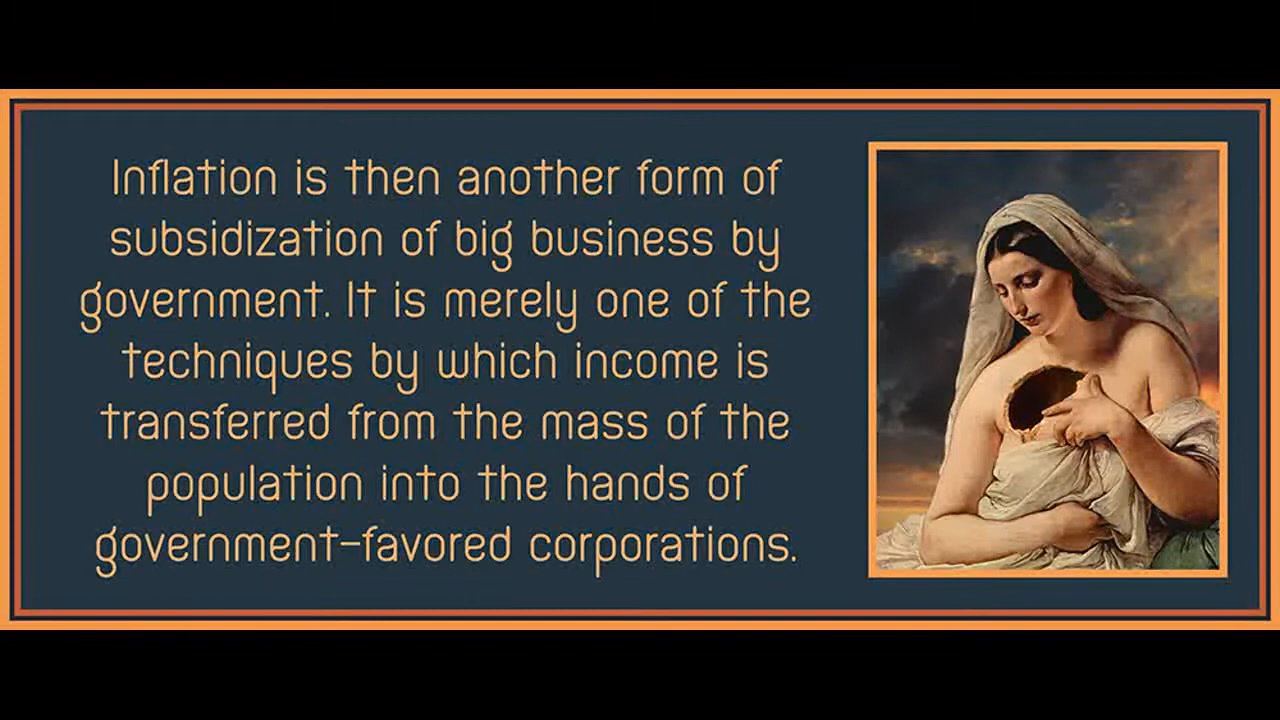 Inflation is then another form of
subsidization of big business by
government. It is merely one of the
techniques by which income is
transferred from the mass of the
population into the hands of
government-favored corporations.